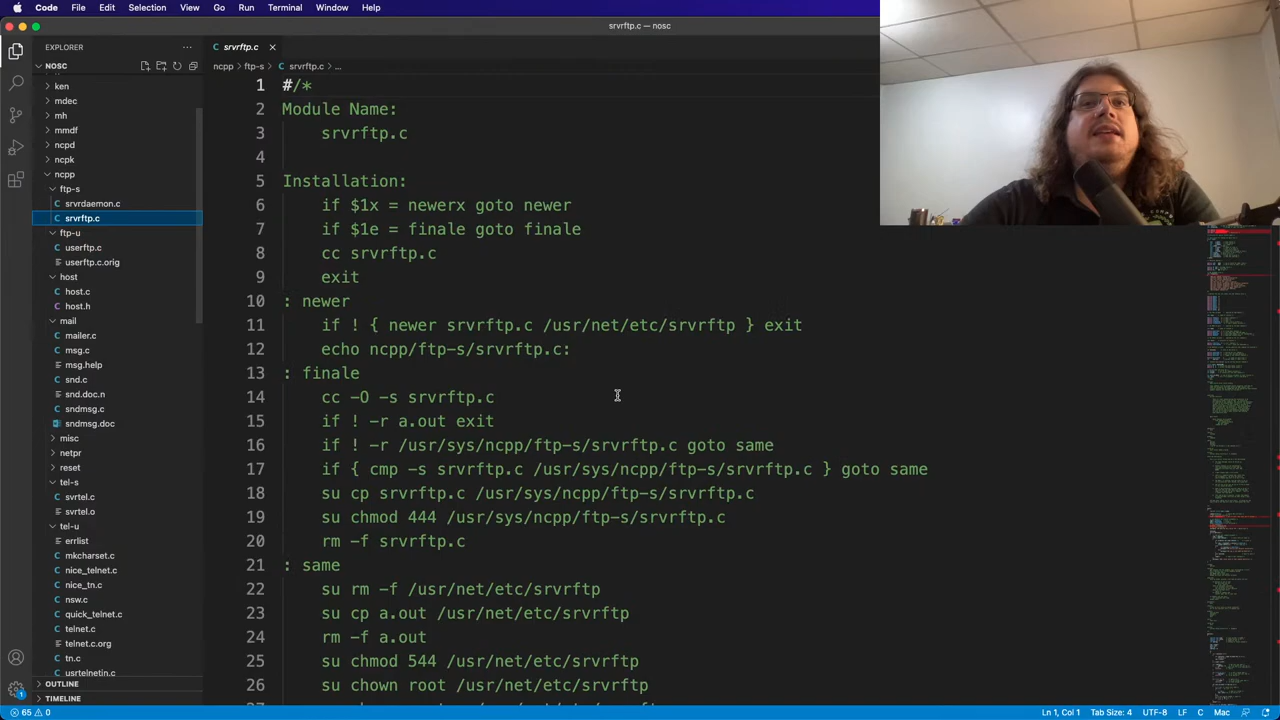 Code File Edit Selection View Go Run Terminal Window Help
srvrftp.c — nosc
EXPLORER ···
srvrftp.c ×
NOSC
ncpp > ftp-s > C srvrftp.c > ...
ken
mdec
mh
mmdf
ncpd
ncpk
ncpp
ftp-s
C srvrdaemon.c
C srvrftp.c
ftp-u
C userftp.c
userftp.c.orig
host
C host.c
C host.h
mail
C mailer.c
C msg.c
msg.help
C snd.c
snd.doc.n
C sndmsg.c
sndmsg.doc
misc
netpr
reset
tel-s
C svrtel.c
svrtel.o
tel-u
errlist
C mkcharset.c
C nice_telnet.c
C nice_tn.c
C nsw.c
C quick_telnet.c
C telnet.c
telnet.c.org
C tn.c
C usrtelnetin.c
OUTLINE
TIMELINE
1 #/*
2 Module Name:
3 srvrftp.c
4
5 Installation:
6 if $1x = newerx goto newer
7 if $1e = finale goto finale
8 cc srvrftp.c
9 exit
10 : newer
11 if ! { newer srvrftp.c /usr/net/etc/srvrftp } exit
12 ncpp/ftp-s/srvrftp.c:
13 : finale
14 cc -O -s srvrftp.c
15 if ! -r a.out exit
16 if ! -r /usr/sys/ncpp/ftp-s/srvrftp.c goto same
17 if { cmp -s srvrftp.c /usr/sys/ncpp/ftp-s/srvrftp.c } goto same
18 su cp srvrftp.c /usr/sys/ncpp/ftp-s/srvrftp.c
19 su chmod 444 /usr/sys/ncpp/ftp-s/srvrftp.c
20 rm -f srvrftp.c
21 : same
22 su rm -f /usr/net/etc/srvrftp
23 su cp a.out /usr/net/etc/srvrftp
24 rm -f a.out
25 su chmod 544 /usr/net/etc/srvrftp
26 su chown root /usr/net/etc/srvrftp
65 0
Ln 1, Col 1 Tab Size: 4 UTF-8 LF C Mac